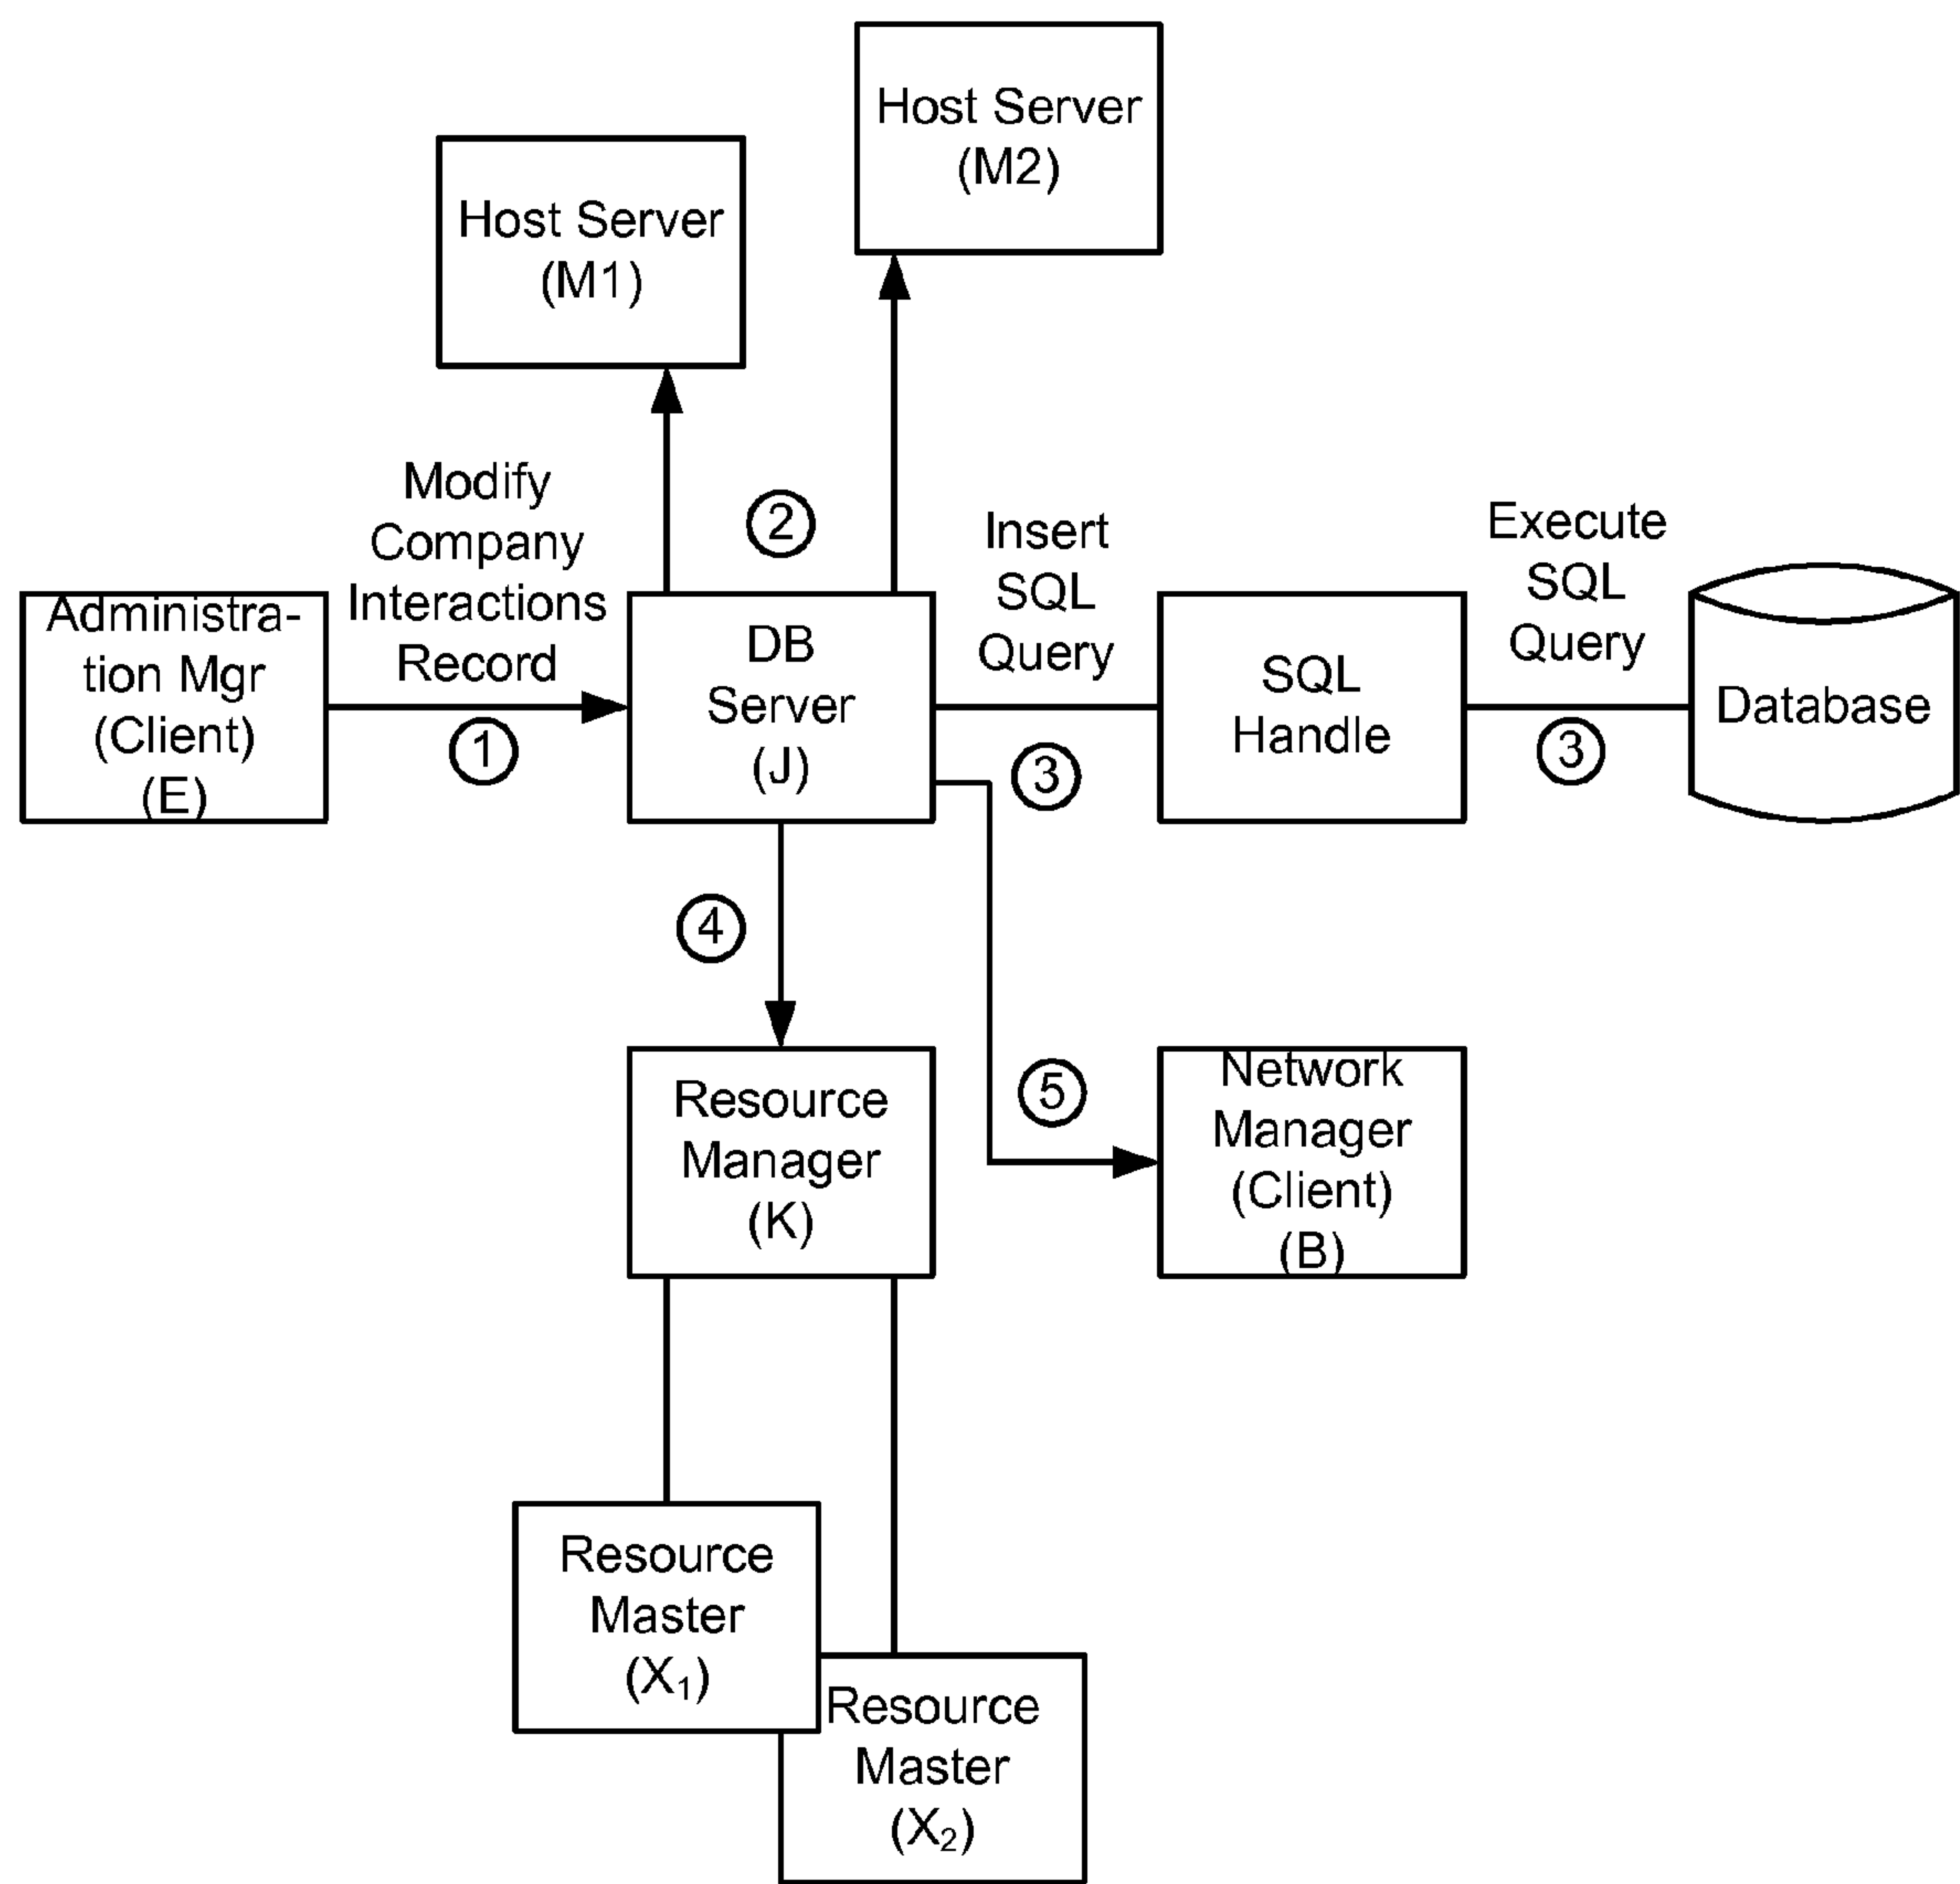 Host Server
(M2)
Host Server
(M1)
Modify
Company
Interactions
Record
1
2
Insert
SQL
Query
3
Execute
SQL
Query
3
Administra-
tion Mgr
(Client)
(E)
DB
Server
(J)
SQL
Handle
Database
4
5
Resource
Manager
(K)
Network
Manager
(Client)
(B)
Resource
Master
(X₁)
Resource
Master
(X₂)